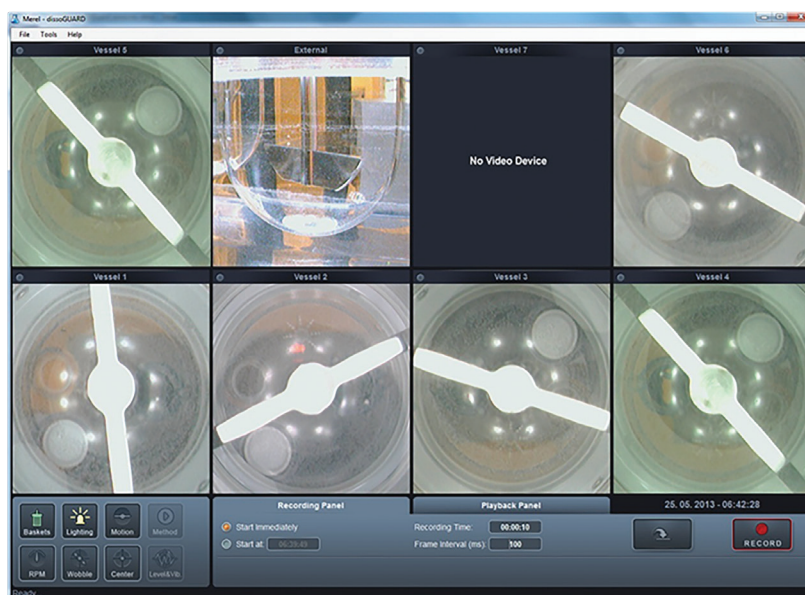 Merel - dissoGUARD
File Tools Help
Vessel 5 External Vessel 7 Vessel 6
No Video Device
Vessel 1 Vessel 2 Vessel 3 Vessel 4
Recording Panel Playback Panel 25. 05. 2013 - 06:42:28
Baskets Lighting Motion Method
Start Immediately Recording Time: 00:00:10
Start at: 06:39:49 Frame Interval (ms): 100
RECORD
RPM Wobble Center Level&Vib
Ready